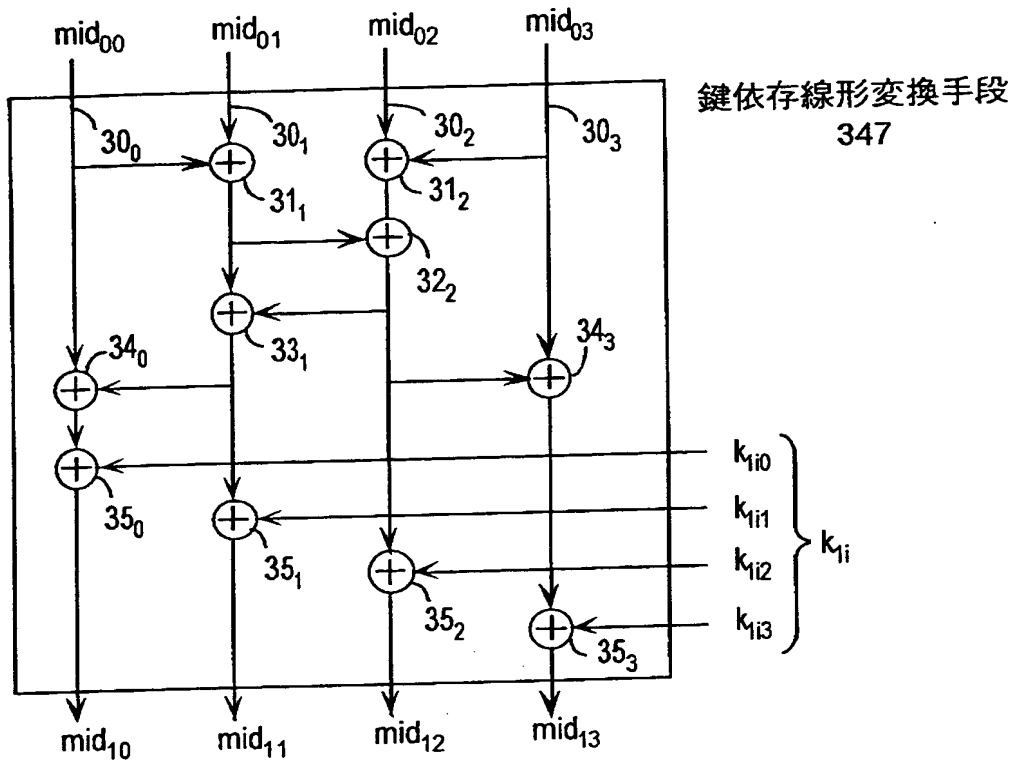 mid₀₀ mid₀₁ mid₀₂ mid₀₃
鍵依存線形変換手段
347
30₀ 30₁ 30₂ 30₃
31₁ 31₂
32₂
33₁
34₀ 34₃
35₀
k₁ᵢ₀
k₁ᵢ₁
35₁
k₁ᵢ
k₁ᵢ₂
35₂
k₁ᵢ₃
35₃
mid₁₀ mid₁₁ mid₁₂ mid₁₃